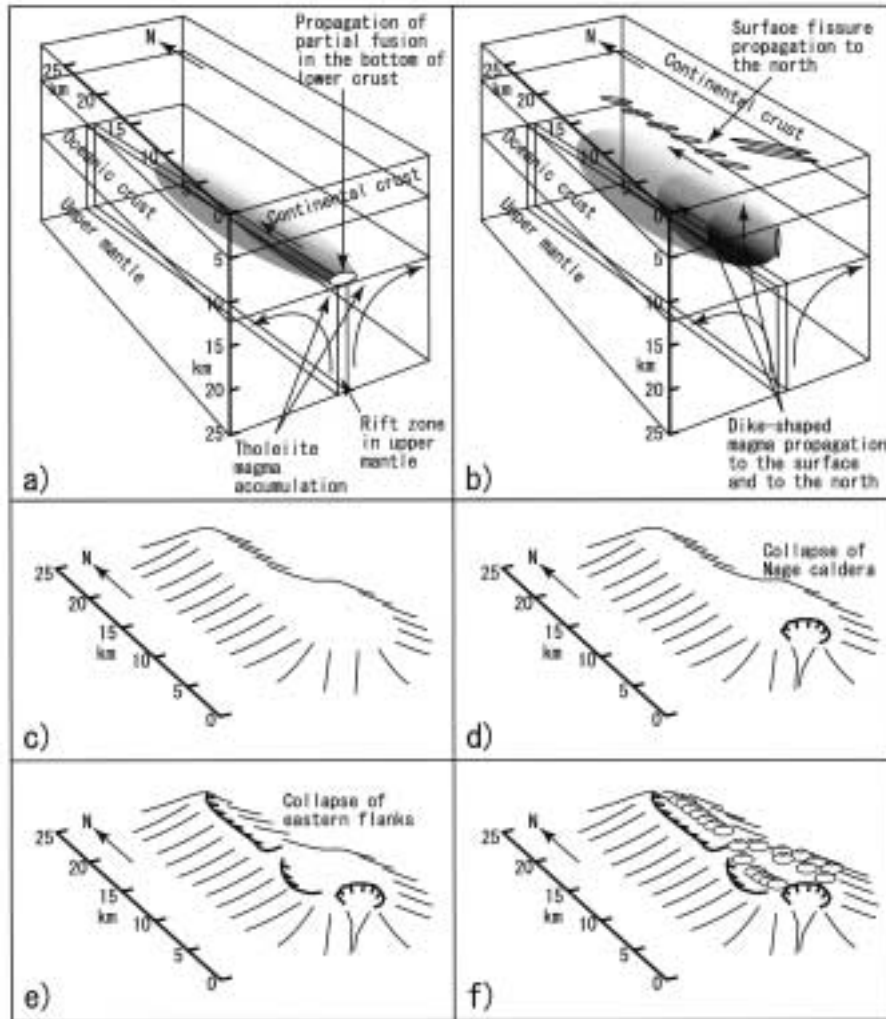 Propagation of
partial fusion
in the bottom of
lower crust
N
25
km
20
15
10
5
0
Continental crust
Oceanic crust
Upper mantle
5
10
15
km
20
25
Tholeiite
magma
accumulation
Rift zone
in upper
mantle
a)
Surface fissure
propagation to
the north
N
25
km
20
15
10
5
0
Continental crust
Oceanic crust
Upper mantle
5
10
15
km
20
25
Dike-shaped
magma propagation
to the surface
and to the north
b)
N
25
20
15
km
10
5
0
c)
Collapse of
Nage caldera
N
25
20
15
km
10
5
0
d)
Collapse of
eastern flanks
N
25
20
15
km
10
5
0
e)
N
25
20
15
km
10
5
0
f)